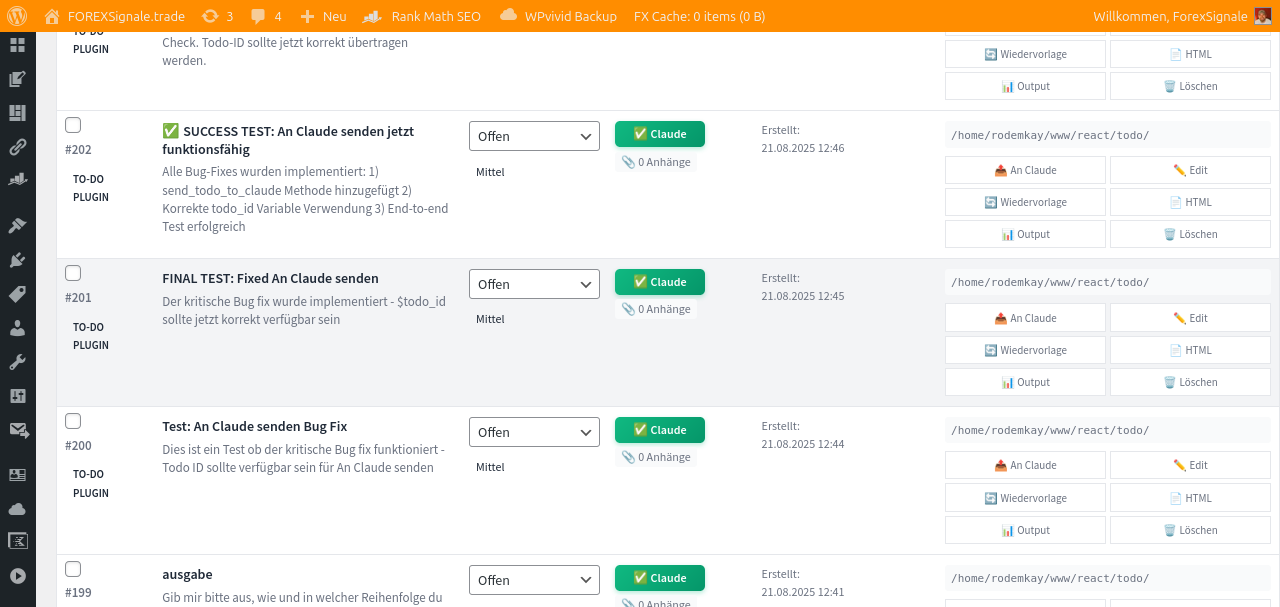 FOREXSignale.trade 3 4 Neu Rank Math SEO WPvivid Backup FX Cache: 0 items (0 B) Willkommen, ForexSignale
TO-DO
PLUGIN
Check. Todo-ID sollte jetzt korrekt übertragen
werden.
Wiedervorlage HTML
Output Löschen
#202
TO-DO
PLUGIN
SUCCESS TEST: An Claude senden jetzt
funktionsfähig
Alle Bug-Fixes wurden implementiert: 1)
send_todo_to_claude Methode hinzugefügt 2)
Korrekte todo_id Variable Verwendung 3) End-to-end
Test erfolgreich
Offen
Mittel
Claude
0 Anhänge
Erstellt:
21.08.2025 12:46
/home/rodemkay/www/react/todo/
An Claude Edit
Wiedervorlage HTML
Output Löschen
#201
TO-DO
PLUGIN
FINAL TEST: Fixed An Claude senden
Der kritische Bug fix wurde implementiert - $todo_id
sollte jetzt korrekt verfügbar sein
Offen
Mittel
Claude
0 Anhänge
Erstellt:
21.08.2025 12:45
/home/rodemkay/www/react/todo/
An Claude Edit
Wiedervorlage HTML
Output Löschen
#200
TO-DO
PLUGIN
Test: An Claude senden Bug Fix
Dies ist ein Test ob der kritische Bug fix funktioniert -
Todo ID sollte verfügbar sein für An Claude senden
Offen
Mittel
Claude
0 Anhänge
Erstellt:
21.08.2025 12:44
/home/rodemkay/www/react/todo/
An Claude Edit
Wiedervorlage HTML
Output Löschen
#199
ausgabe
Gib mir bitte aus, wie und in welcher Reihenfolge du
Offen
Claude
0 Anhänge
Erstellt:
21.08.2025 12:41
/home/rodemkay/www/react/todo/